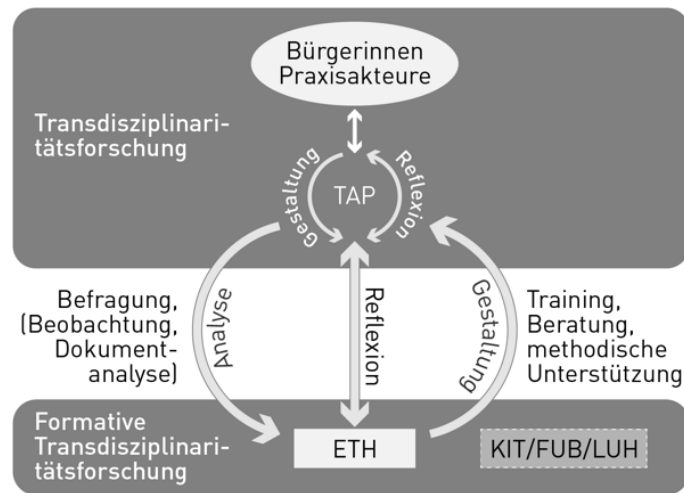 Bürgerinnen
Praxisakteure
Transdisziplinari-
tätsforschung
Gestaltung
TAP
Reflexion
Befragung,
(Beobachtung,
Dokument-
analyse)
Analyse
Reflexion
Gestaltung
Training,
Beratung,
methodische
Unterstützung
Formative
Transdisziplinari-
tätsforschung
ETH
KIT/FUB/LUH